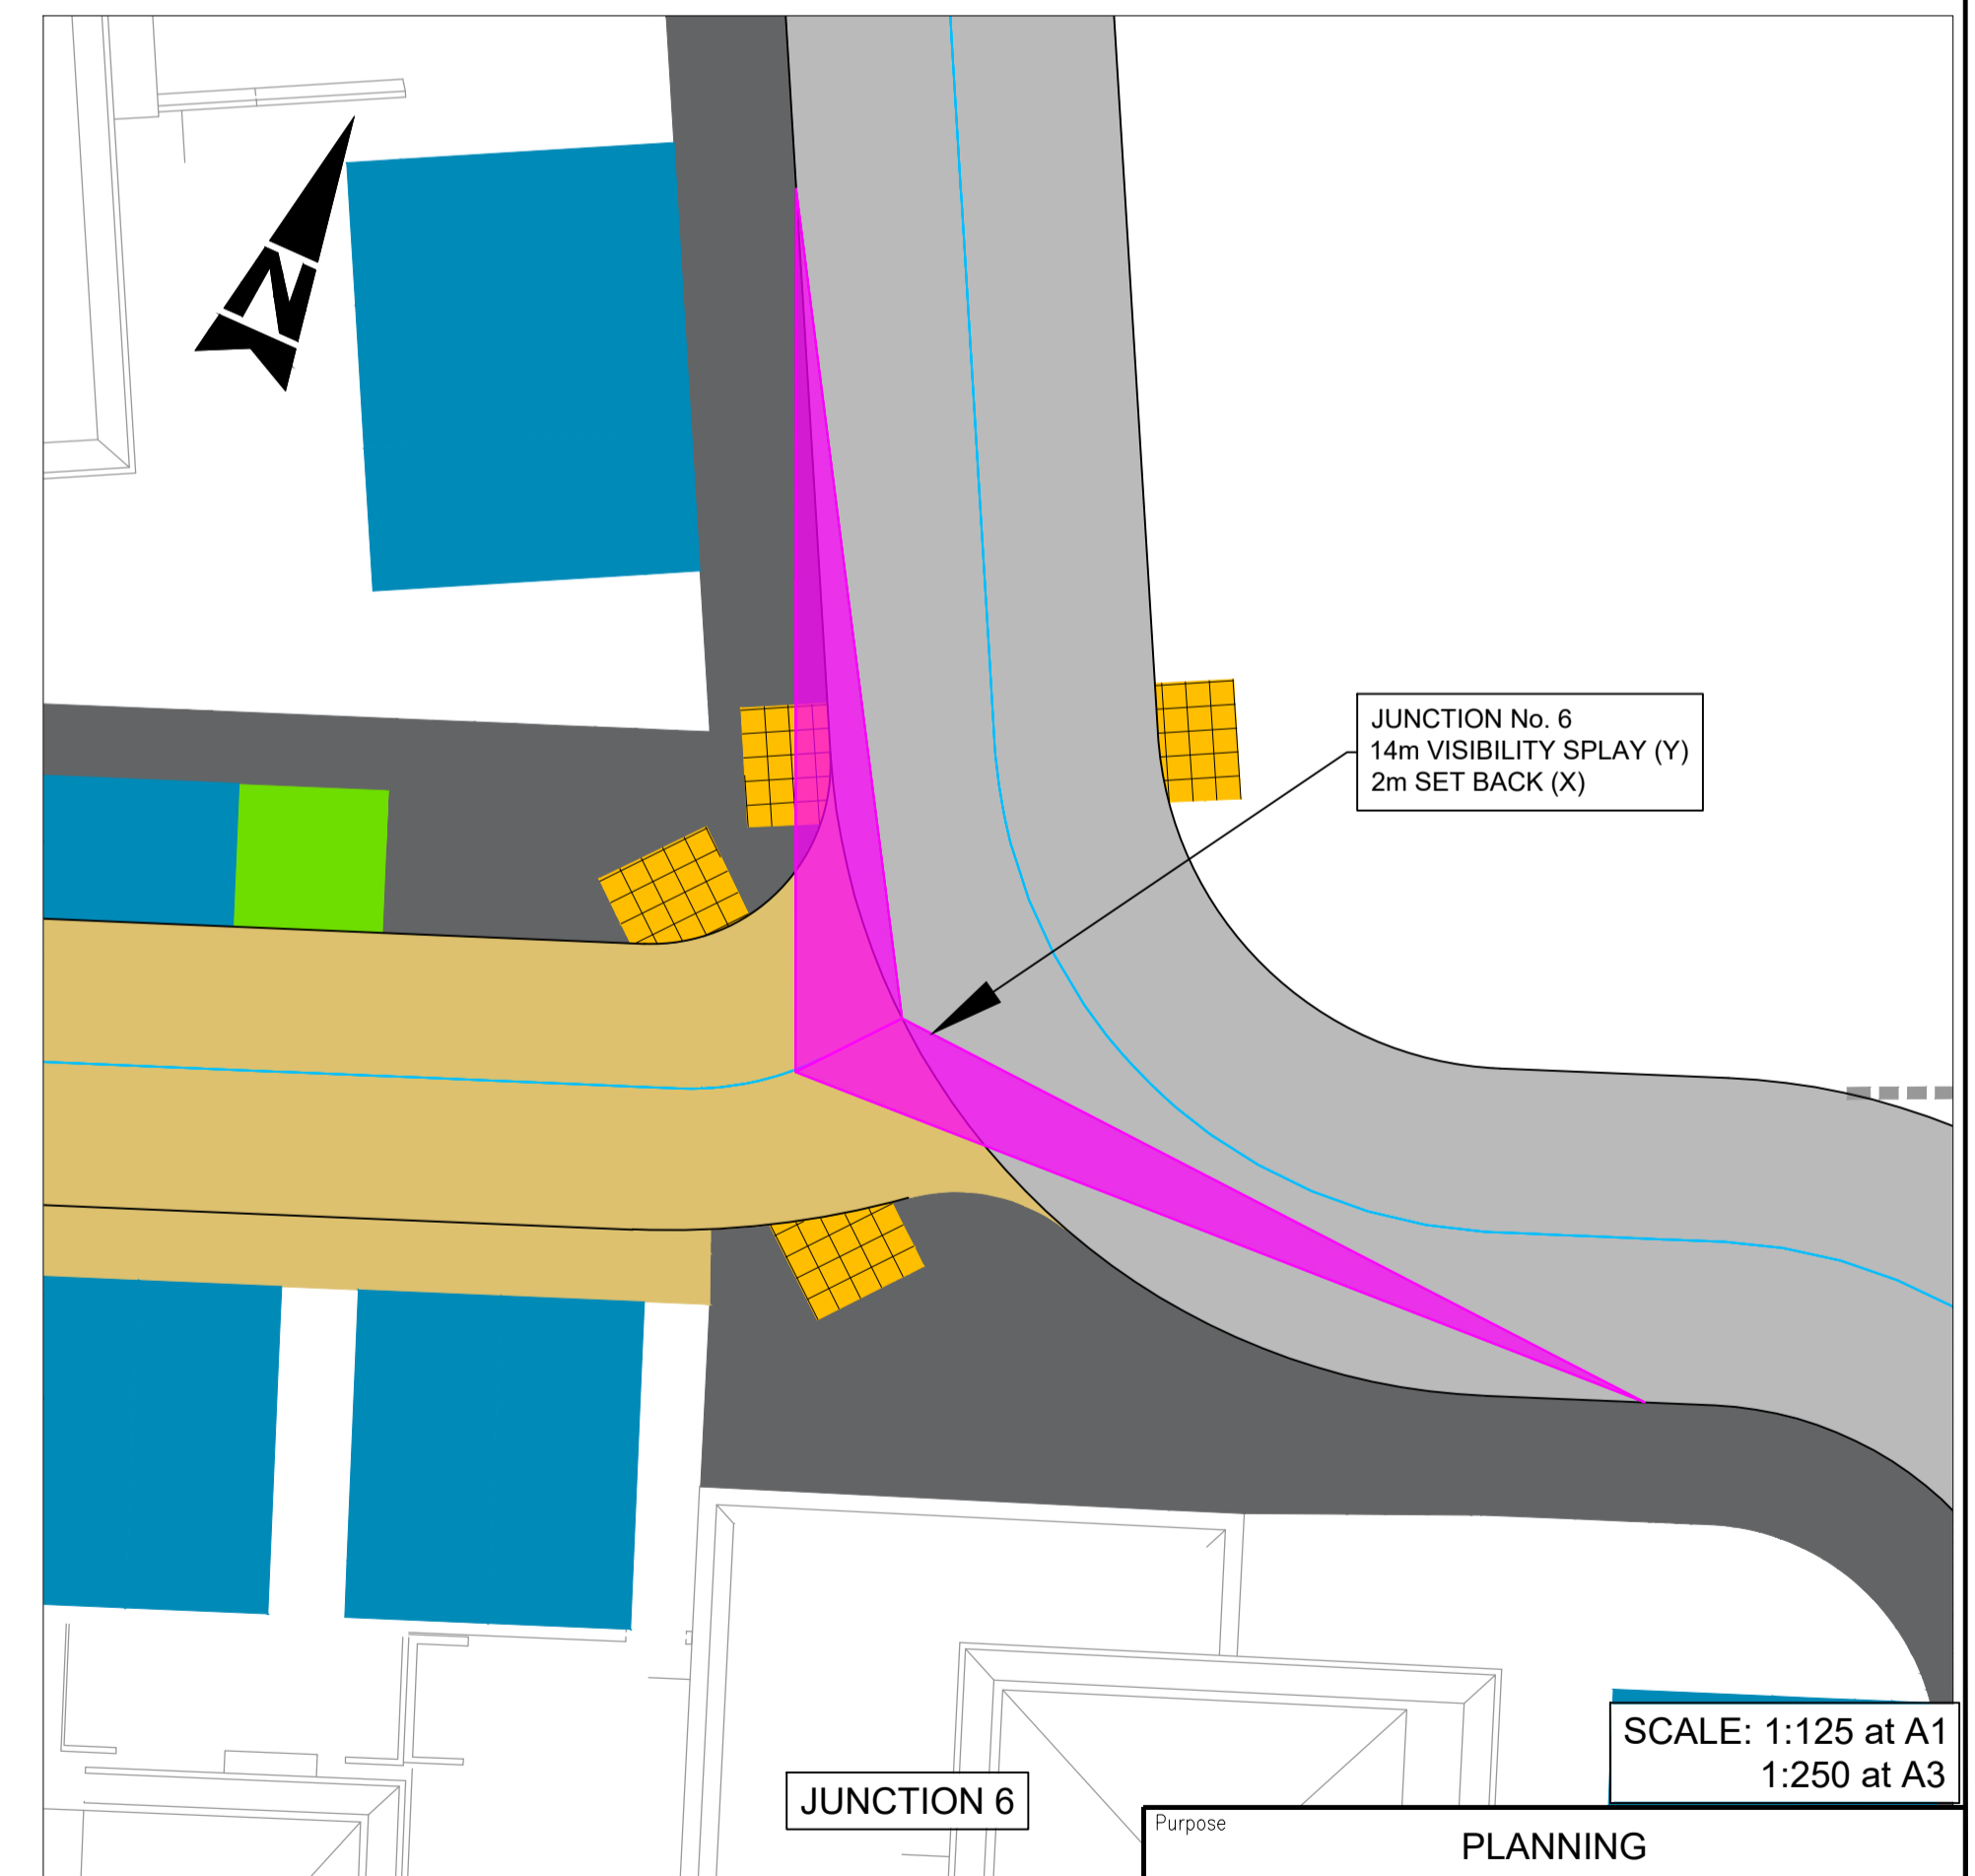 N
JUNCTION No. 6
14m VISIBILITY SPLAY (Y)
2m SET BACK (X)
SCALE: 1:125 at A1
1:250 at A3
JUNCTION 6
Purpose
PLANNING